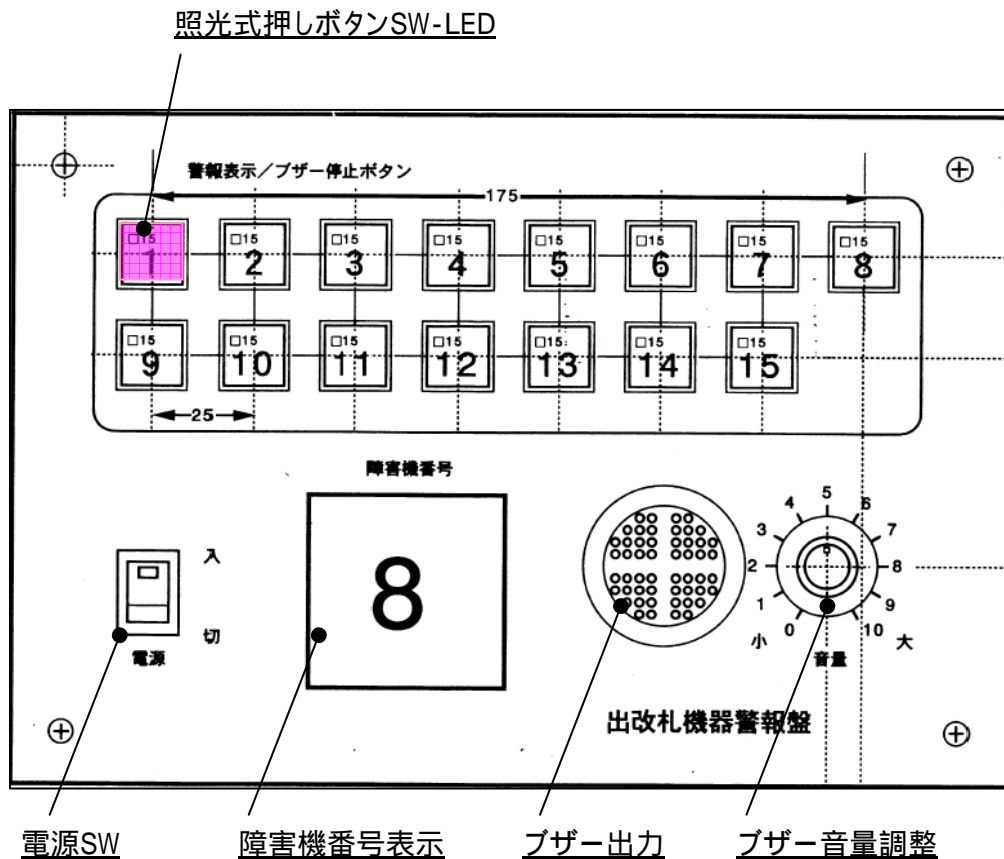 照光式押しボタンSW-LED
警報表示／ブザー停止ボタン
175
□15 □15 □15 □15 □15 □15 □15 □15
1 2 3 4 5 6 7 8
□15 □15 □15 □15 □15 □15 □15
9 10 11 12 13 14 15
25
障害機番号
8
入
切
電源
0 1 2 3 4 5 6 7 8 9 10
小 大
音量
出改札機器警報盤
電源SW 障害機番号表示 ブザー出力 ブザー音量調整